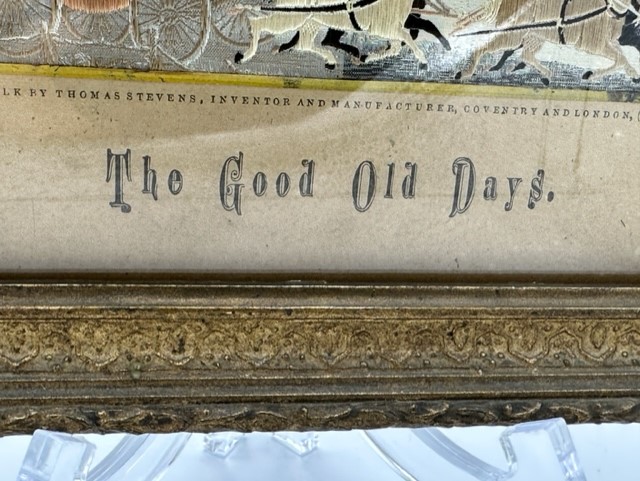 LK BY THOMAS STEVENS, INVENTOR AND MANUFACTURER, COVENTRY AND LONDON, (
The Good Old Days.